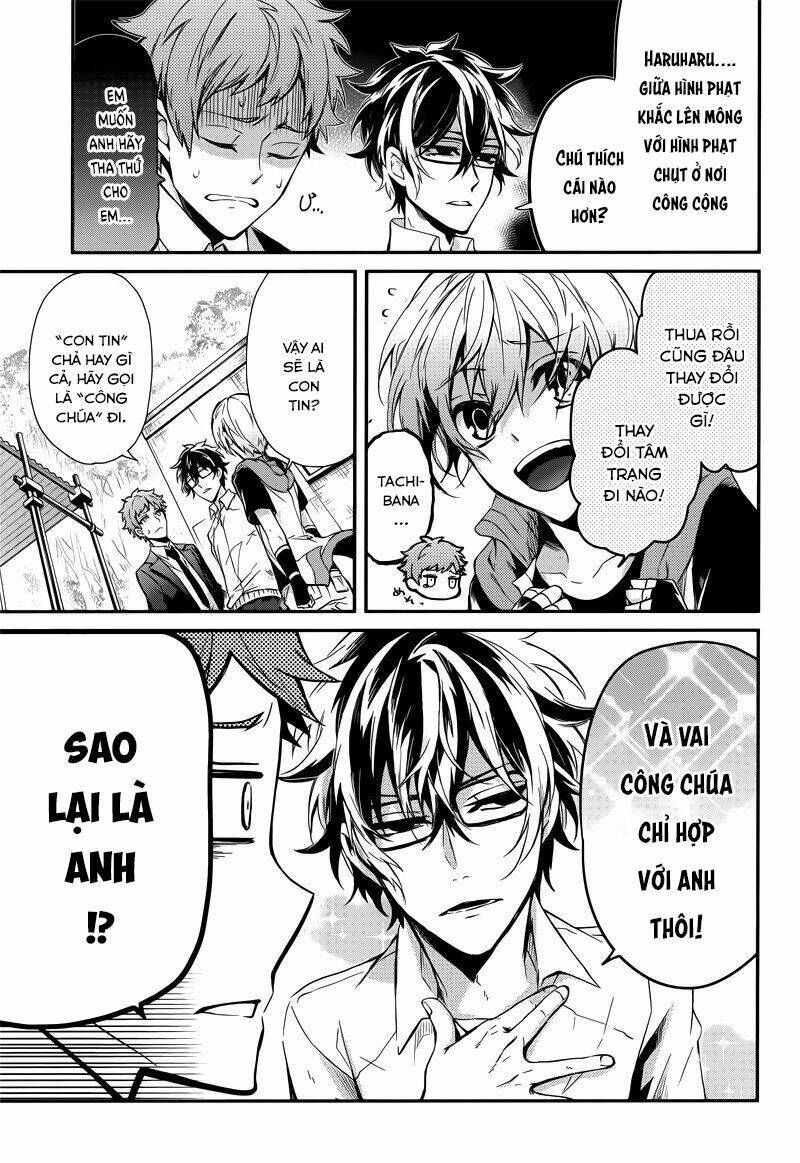 HARUHARU....
GIỮA HÌNH PHẠT
KHẮC LÊN MÔNG
VỚI HÌNH PHẠT
CHỤT Ở NƠI
CÔNG CỘNG
CHÚ THÍCH
CÁI NÀO
HƠN?
Ư...
EM
MUỐN
ANH HÃY
THA THỨ
CHO
EM...
THUA RỒI
CŨNG ĐÂU
THAY ĐỔI
ĐƯỢC
GÌ!
THAY
ĐỔI TÂM
TRẠNG
ĐI NÀO!
TACHI-
BANA
...
VẬY AI
SẼ LÀ
CON
TIN?
"CON TIN"
CHẢ HAY GÌ
CẢ, HÃY GỌI
LÀ "CÔNG
CHÚA" ĐI.
VÀ VAI
CÔNG CHÚA
CHỈ HỢP
VỚI ANH
THÔI!
SAO
LẠI LÀ
ANH
!?